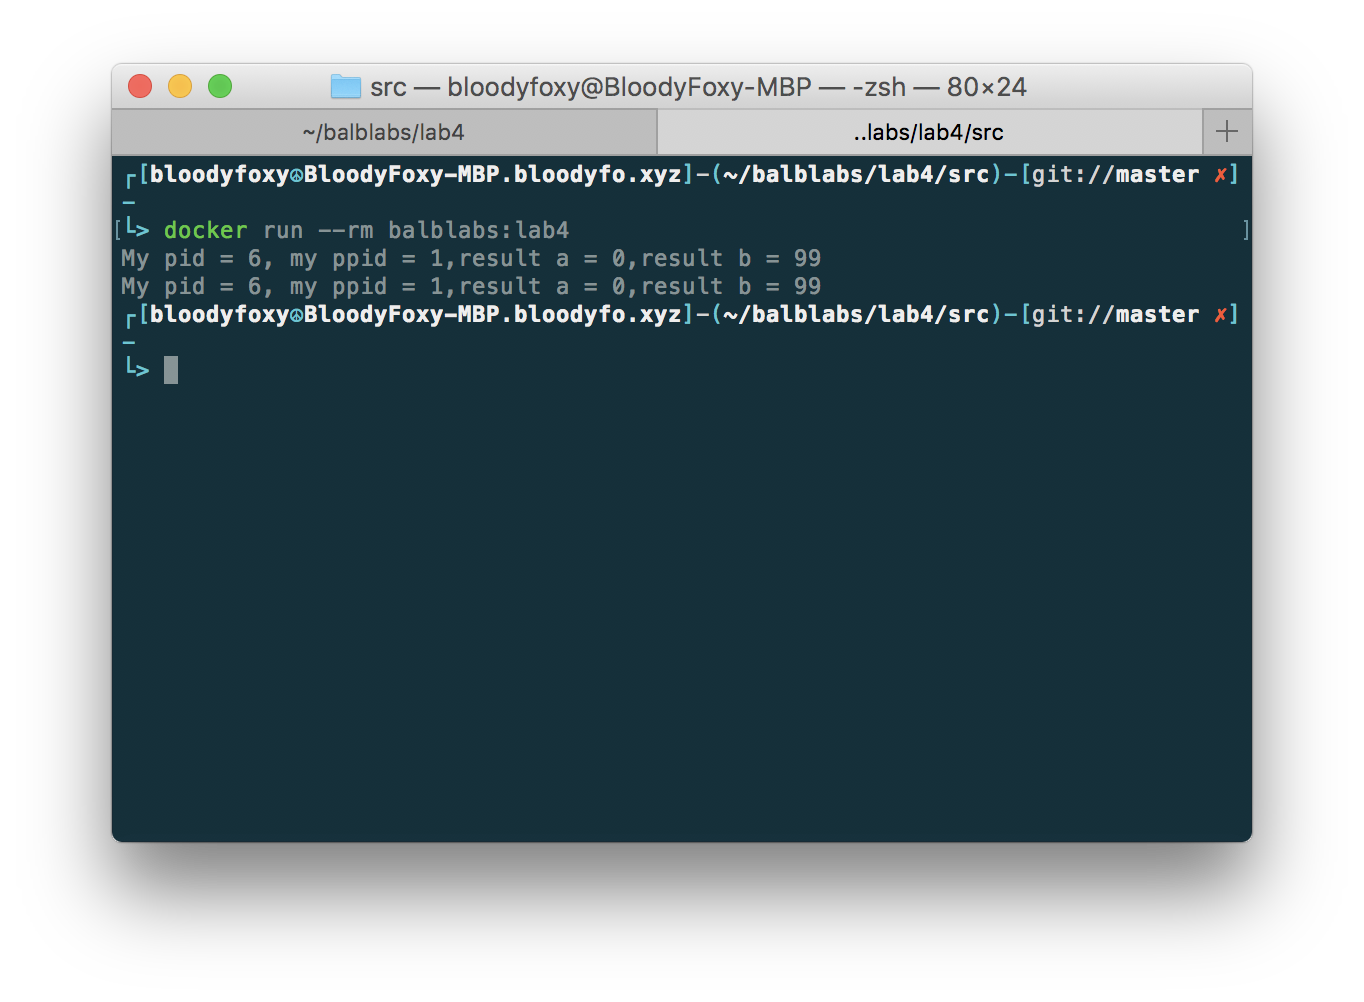 src — bloodyfoxy@BloodyFoxy-MBP — -zsh — 80×24
~/balblabs/lab4 ..labs/lab4/src +
┌[bloodyfoxy☮BloodyFoxy-MBP.bloodyfo.xyz]-(~/balblabs/lab4/src)-[git://master ✗]
-
[└> docker run --rm balblabs:lab4 ]
My pid = 6, my ppid = 1,result a = 0,result b = 99
My pid = 6, my ppid = 1,result a = 0,result b = 99
┌[bloodyfoxy☮BloodyFoxy-MBP.bloodyfo.xyz]-(~/balblabs/lab4/src)-[git://master ✗]
-
└>